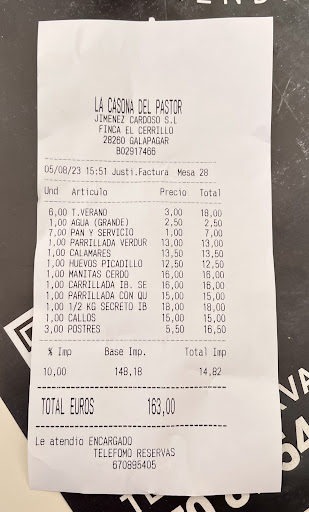 LA CASONA DEL PASTOR
JIMENEZ CARDOSO S.L
FINCA EL CERRILLO
28260 GALAPAGAR
B02917466
05/08/23 15:51 Justi.Factura Mesa 28
Und Articulo Precio Total
6,00 T.VERANO 3,00 18,00
1,00 AGUA (GRANDE) 2,50 2,50
7,00 PAN Y SERVICIO 1,00 7,00
1,00 PARRILLADA VERDUR 13,00 13,00
1,00 CALAMARES 13,50 13,50
1,00 HUEVOS PICADILLO 12,50 12,50
1,00 MANITAS CERDO 16,00 16,00
1,00 CARRILLADA IB. SE 16,00 16,00
1,00 PARRILLADA CON QU 15,00 15,00
1,00 1/2 KG SECRETO IB 18,00 18,00
1,00 CALLOS 15,00 15,00
3,00 POSTRES 5,50 16,50
% Imp Base Imp. Total Imp
10,00 148,18 14,82
TOTAL EUROS 163,00
Le atendio ENCARGADO
TELEFOMO RESERVAS
670895405